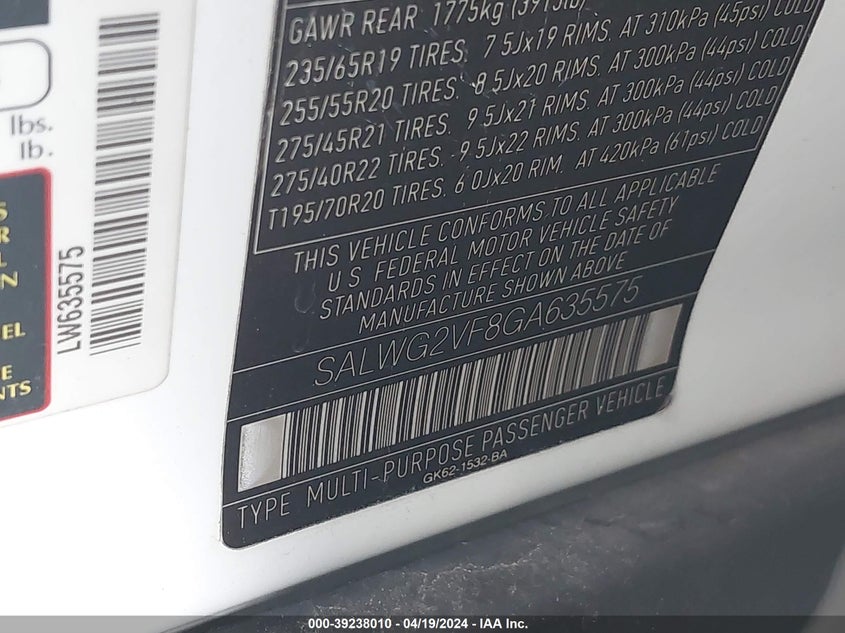 GAWR REAR 1775kg (3913lb)
235/65R19 TIRES. 7 5Jx19 RIMS. AT 310kPa (45psi) COLD
255/55R20 TIRES. 8 5Jx20 RIMS. AT 300kPa (44psi) COLD
275/45R21 TIRES. 9 5Jx21 RIMS. AT 300kPa (44psi) COLD
275/40R22 TIRES. 9.5Jx22 RIMS. AT 300kPa (44psi) COLD
T195/70R20 TIRES. 6 0Jx20 RIM. AT 420kPa (61psi) COLD
THIS VEHICLE CONFORMS TO ALL APPLICABLE
U S FEDERAL MOTOR VEHICLE SAFETY
STANDARDS IN EFFECT ON THE DATE OF
MANUFACTURE SHOWN ABOVE
SALWG2VF8GA635575
TYPE MULTI-PURPOSE PASSENGER VEHICLE
GK62-1532-BA
lbs.
lb.
LW635575
S
R
L
N
EL
E
NTS
000-39238010 - 04/19/2024 - IAA Inc.